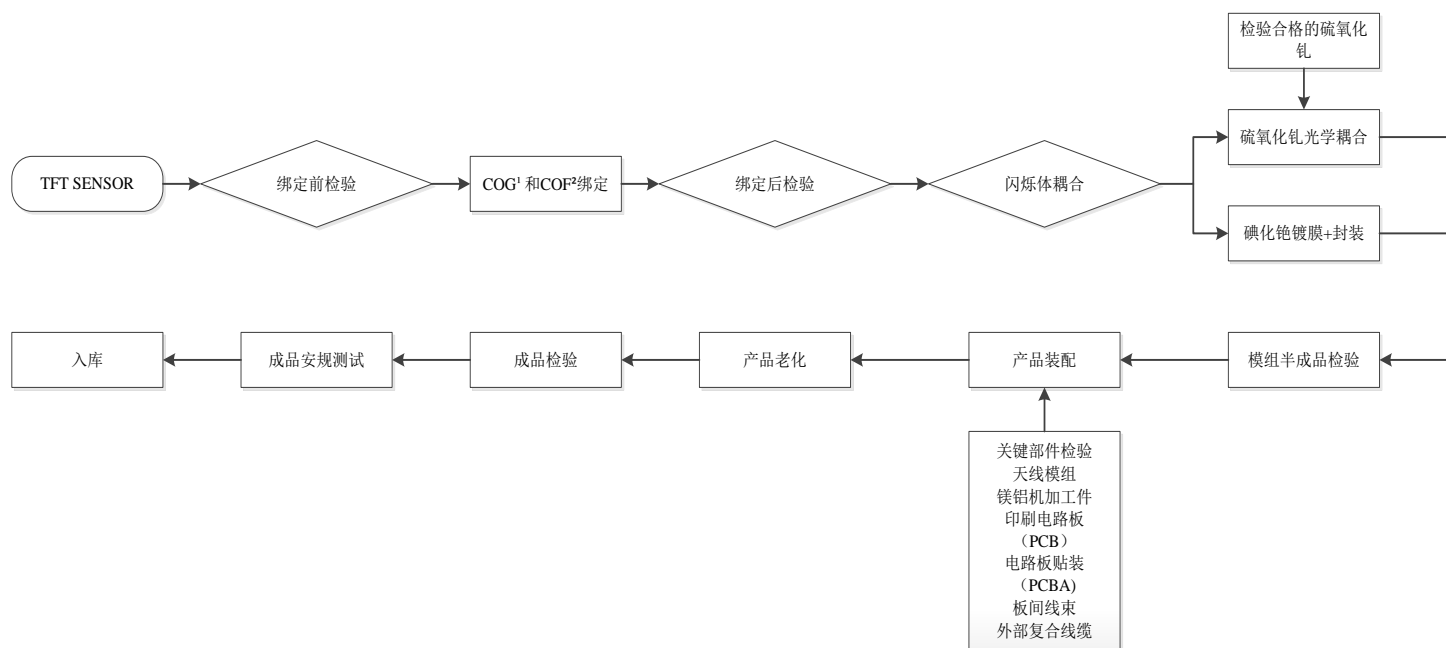 检验合格的硫氧化
钆
TFT SENSOR
绑定前检验
COG¹ 和COF²绑定
绑定后检验
闪烁体耦合
硫氧化钆光学耦合
碘化铯镀膜+封装
入库
成品安规测试
成品检验
产品老化
产品装配
模组半成品检验
关键部件检验
天线模组
镁铝机加工件
印刷电路板
（PCB）
电路板贴装
（PCBA)
板间线束
外部复合线缆